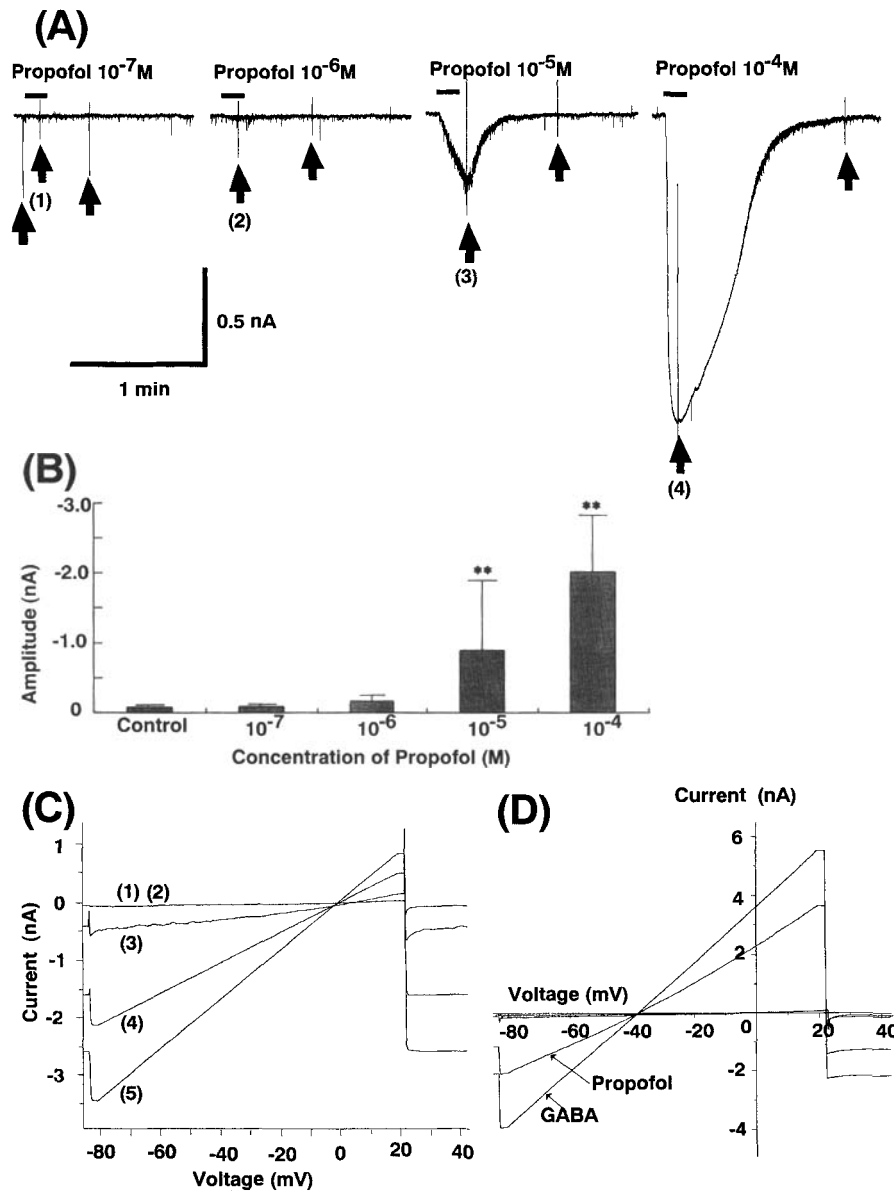 (A)
Propofol 10⁻⁷M Propofol 10⁻⁶M Propofol 10⁻⁵M Propofol 10⁻⁴M
(1) (2) (3) (4)
0.5 nA
1 min
(B)
-3.0
-2.0
-1.0
0
Amplitude (nA)
** **
Control 10⁻⁷ 10⁻⁶ 10⁻⁵ 10⁻⁴
Concentration of Propofol (M)
(C)
1
0
-1
-2
-3
Current (nA)
(1) (2)
(3)
(4)
(5)
-80 -60 -40 -20 0 20 40
Voltage (mV)
(D)
Current (nA)
6
4
2
Voltage (mV)
-80 -60 -40 -20 0 20 40
-2
-4
Propofol
GABA